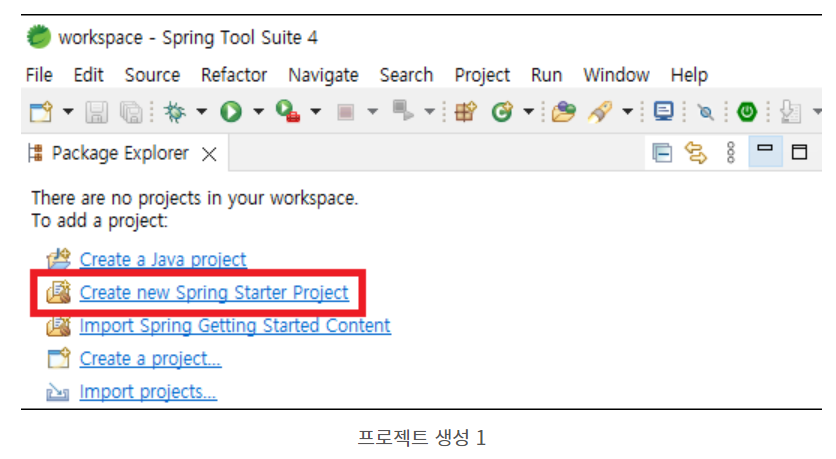 workspace - Spring Tool Suite 4
File Edit Source Refactor Navigate Search Project Run Window Help
Package Explorer
There are no projects in your workspace.
To add a project:
Create a Java project
Create new Spring Starter Project
Import Spring Getting Started Content
Create a project...
Import projects...
프로젝트 생성 1